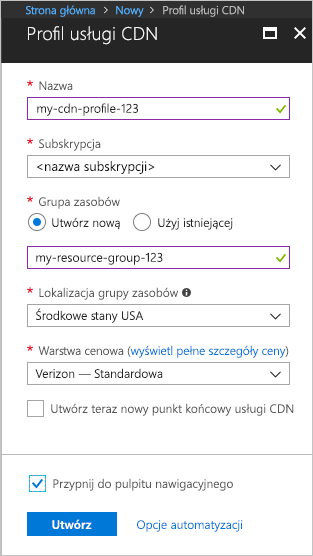 Strona główna > Nowy > Profil usługi CDN
Profil usługi CDN
* Nazwa
my-cdn-profile-123
* Subskrypcja
<nazwa subskrypcji>
* Grupa zasobów
Utwórz nową Użyj istniejącej
my-resource-group-123
* Lokalizacja grupy zasobów
Środkowe stany USA
* Warstwa cenowa (wyświetl pełne szczegóły ceny)
Verizon — Standardowa
Utwórz teraz nowy punkt końcowy usługi CDN
Przypnij do pulpitu nawigacyjnego
Utwórz Opcje automatyzacji